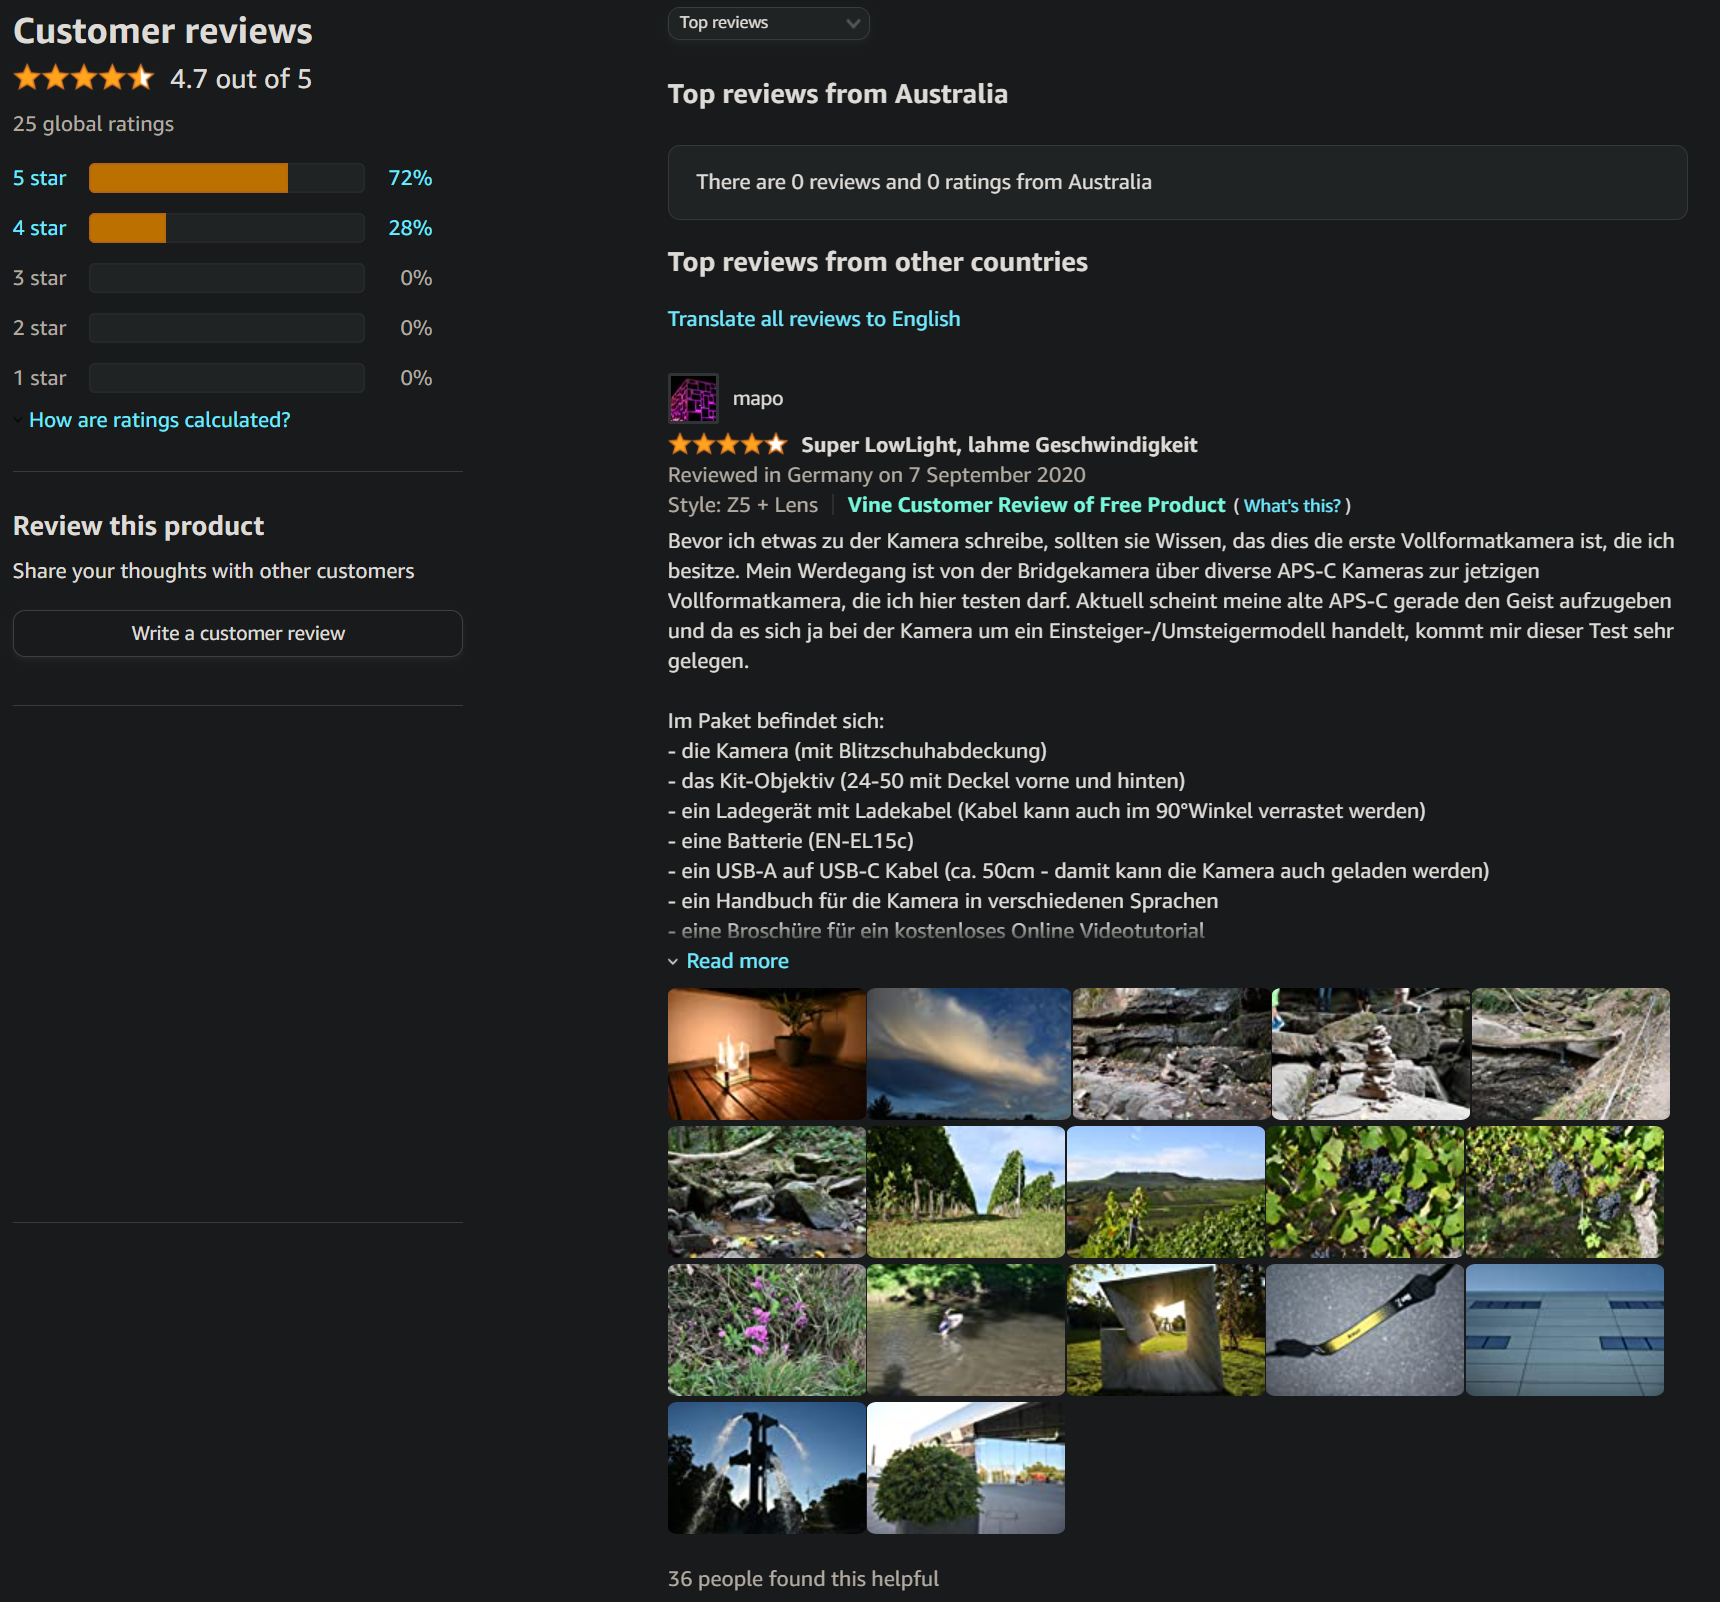 Customer reviews
4.7 out of 5
25 global ratings
5 star 72%
4 star 28%
3 star 0%
2 star 0%
1 star 0%
How are ratings calculated?
Review this product
Share your thoughts with other customers
Write a customer review
Top reviews
Top reviews from Australia
There are 0 reviews and 0 ratings from Australia
Top reviews from other countries
Translate all reviews to English
mapo
Super LowLight, lahme Geschwindigkeit
Reviewed in Germany on 7 September 2020
Style: Z5 + Lens | Vine Customer Review of Free Product ( What's this? )
Bevor ich etwas zu der Kamera schreibe, sollten sie Wissen, das dies die erste Vollformatkamera ist, die ich
besitze. Mein Werdegang ist von der Bridgekamera über diverse APS-C Kameras zur jetzigen
Vollformatkamera, die ich hier testen darf. Aktuell scheint meine alte APS-C gerade den Geist aufzugeben
und da es sich ja bei der Kamera um ein Einsteiger-/Umsteigermodell handelt, kommt mir dieser Test sehr
gelegen.
Im Paket befindet sich:
- die Kamera (mit Blitzschuhabdeckung)
- das Kit-Objektiv (24-50 mit Deckel vorne und hinten)
- ein Ladegerät mit Ladekabel (Kabel kann auch im 90°Winkel verrastet werden)
- eine Batterie (EN-EL15c)
- ein USB-A auf USB-C Kabel (ca. 50cm - damit kann die Kamera auch geladen werden)
- ein Handbuch für die Kamera in verschiedenen Sprachen
- eine Broschüre für ein kostenloses Online Videotutorial
Read more
36 people found this helpful